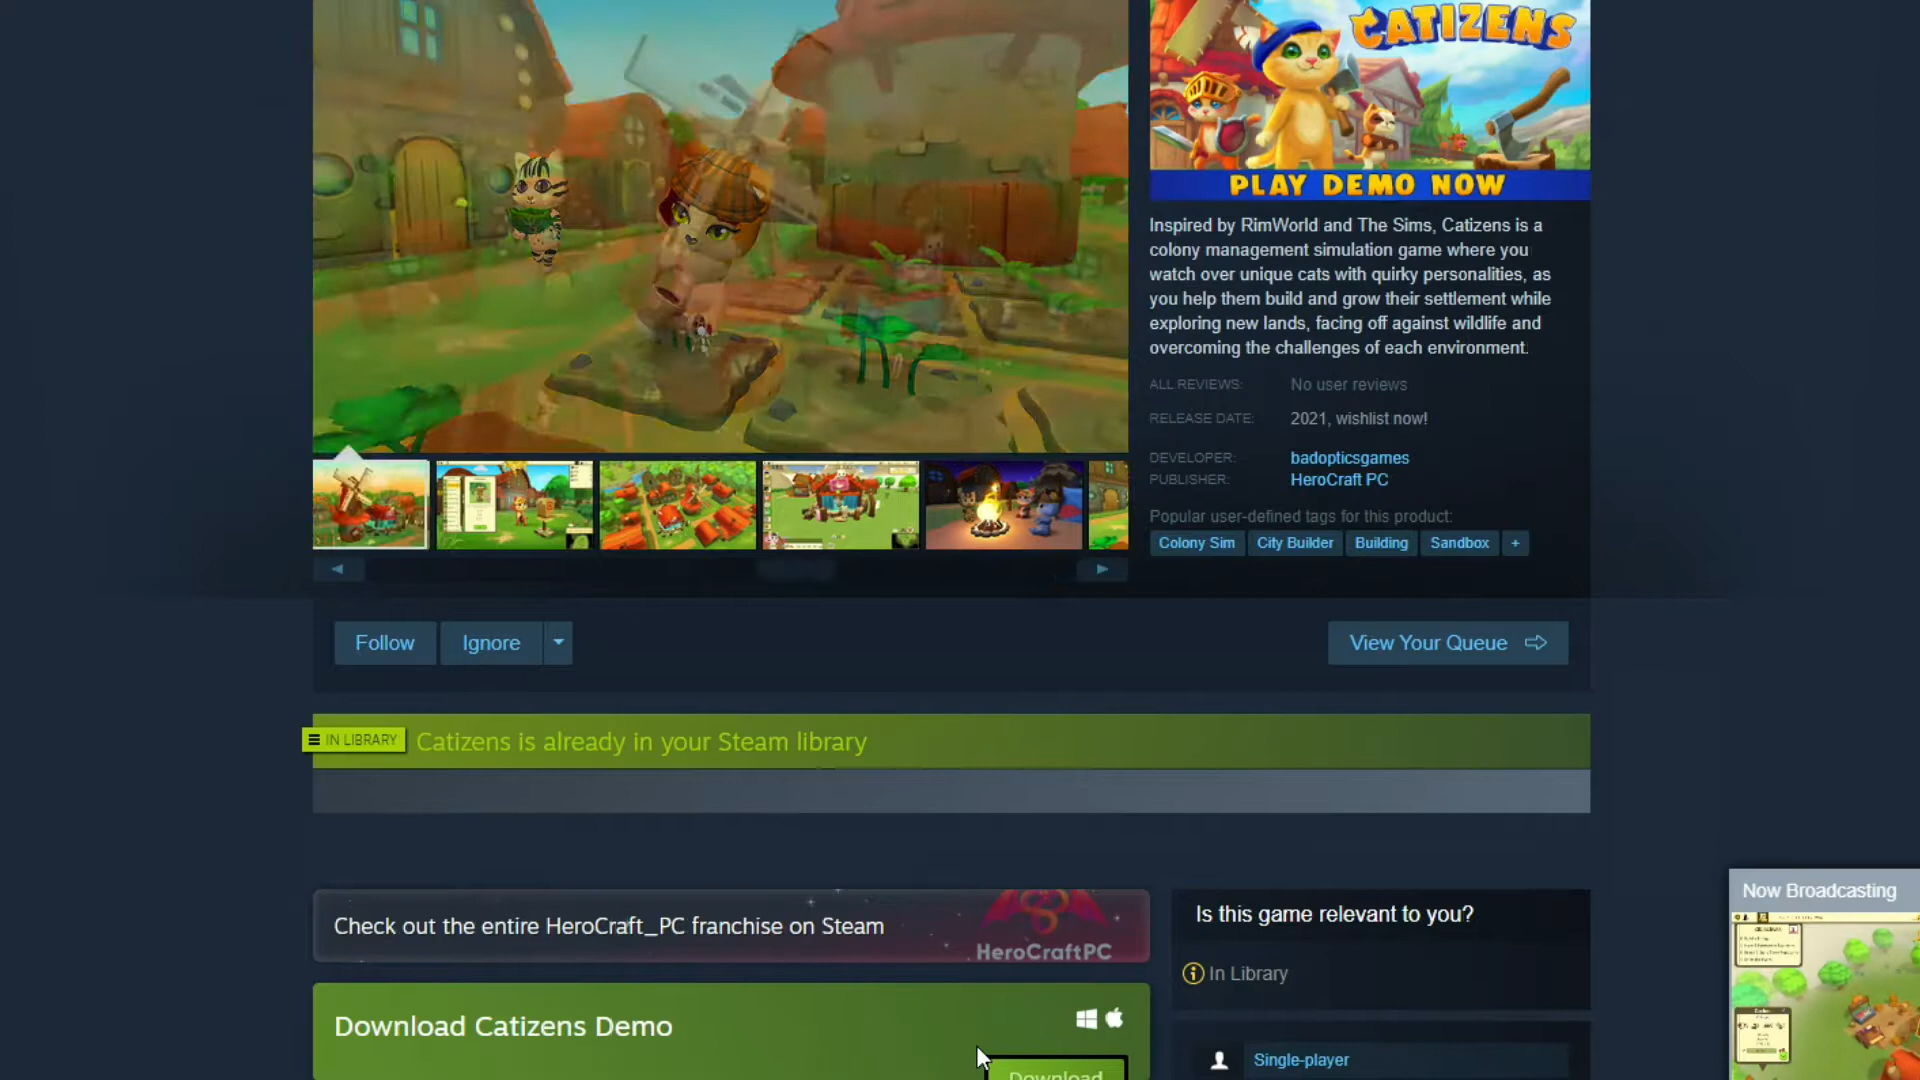 CATIZENS
PLAY DEMO NOW
Inspired by RimWorld and The Sims, Catizens is a
colony management simulation game where you
watch over unique cats with quirky personalities, as
you help them build and grow their settlement while
exploring new lands, facing off against wildlife and
overcoming the challenges of each environment.
ALL REVIEWS: No user reviews
RELEASE DATE: 2021, wishlist now!
DEVELOPER: badopticsgames
PUBLISHER: HeroCraft PC
Popular user-defined tags for this product:
Colony Sim City Builder Building Sandbox +
Follow Ignore View Your Queue
IN LIBRARY Catizens is already in your Steam library
Now Broadcasting
Check out the entire HeroCraft_PC franchise on Steam
HeroCraftPC
Is this game relevant to you?
In Library
Download Catizens Demo
Download
Single-player